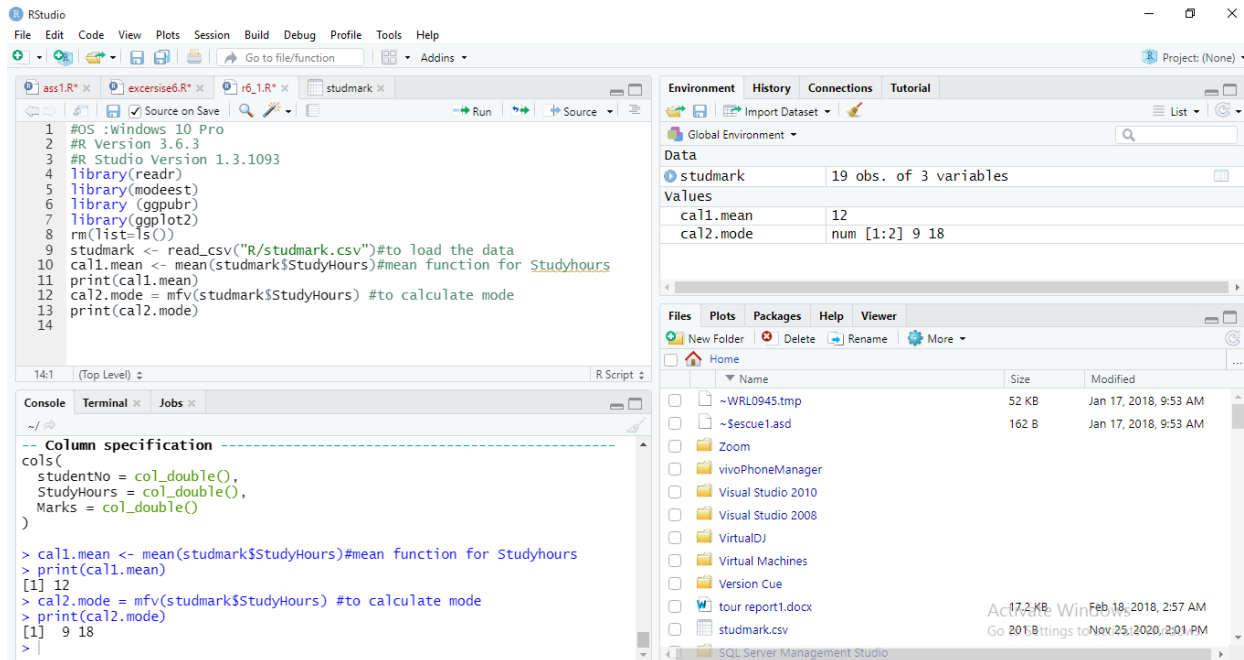 RStudio
File Edit Code View Plots Session Build Debug Profile Tools Help
Go to file/function Addins Project: (None)
ass1.R* excersise6.R* r6_1.R* studmark
Source on Save Run Source
1 #OS :Windows 10 Pro
2 #R Version 3.6.3
3 #R Studio Version 1.3.1093
4 library(readr)
5 library(modeest)
6 library (ggpubr)
7 library(ggplot2)
8 rm(list=ls())
9 studmark <- read_csv("R/studmark.csv")#to load the data
10 cal1.mean <- mean(studmark$StudyHours)#mean function for Studyhours
11 print(cal1.mean)
12 cal2.mode = mfv(studmark$StudyHours) #to calculate mode
13 print(cal2.mode)
14
14:1 (Top Level) R Script
Console Terminal Jobs
~/
-- Column specification --------------------------------------------------
cols(
studentNo = col_double(),
StudyHours = col_double(),
Marks = col_double()
)
> cal1.mean <- mean(studmark$StudyHours)#mean function for Studyhours
> print(cal1.mean)
[1] 12
> cal2.mode = mfv(studmark$StudyHours) #to calculate mode
> print(cal2.mode)
[1] 9 18
>
Environment History Connections Tutorial
Import Dataset List
Global Environment
Data
studmark 19 obs. of 3 variables
Values
cal1.mean 12
cal2.mode num [1:2] 9 18
Files Plots Packages Help Viewer
New Folder Delete Rename More
Home ...
Name Size Modified
~WRL0945.tmp 52 KB Jan 17, 2018, 9:53 AM
~$escue1.asd 162 B Jan 17, 2018, 9:53 AM
Zoom
vivoPhoneManager
Visual Studio 2010
Visual Studio 2008
VirtualDJ
Virtual Machines
Version Cue
tour report1.docx 17.2 KB Feb 18, 2018, 2:57 AM
studmark.csv 201 B Nov 25, 2020, 2:01 PM
SQL Server Management Studio
Activate Windows
Go to Settings to activate Windows.